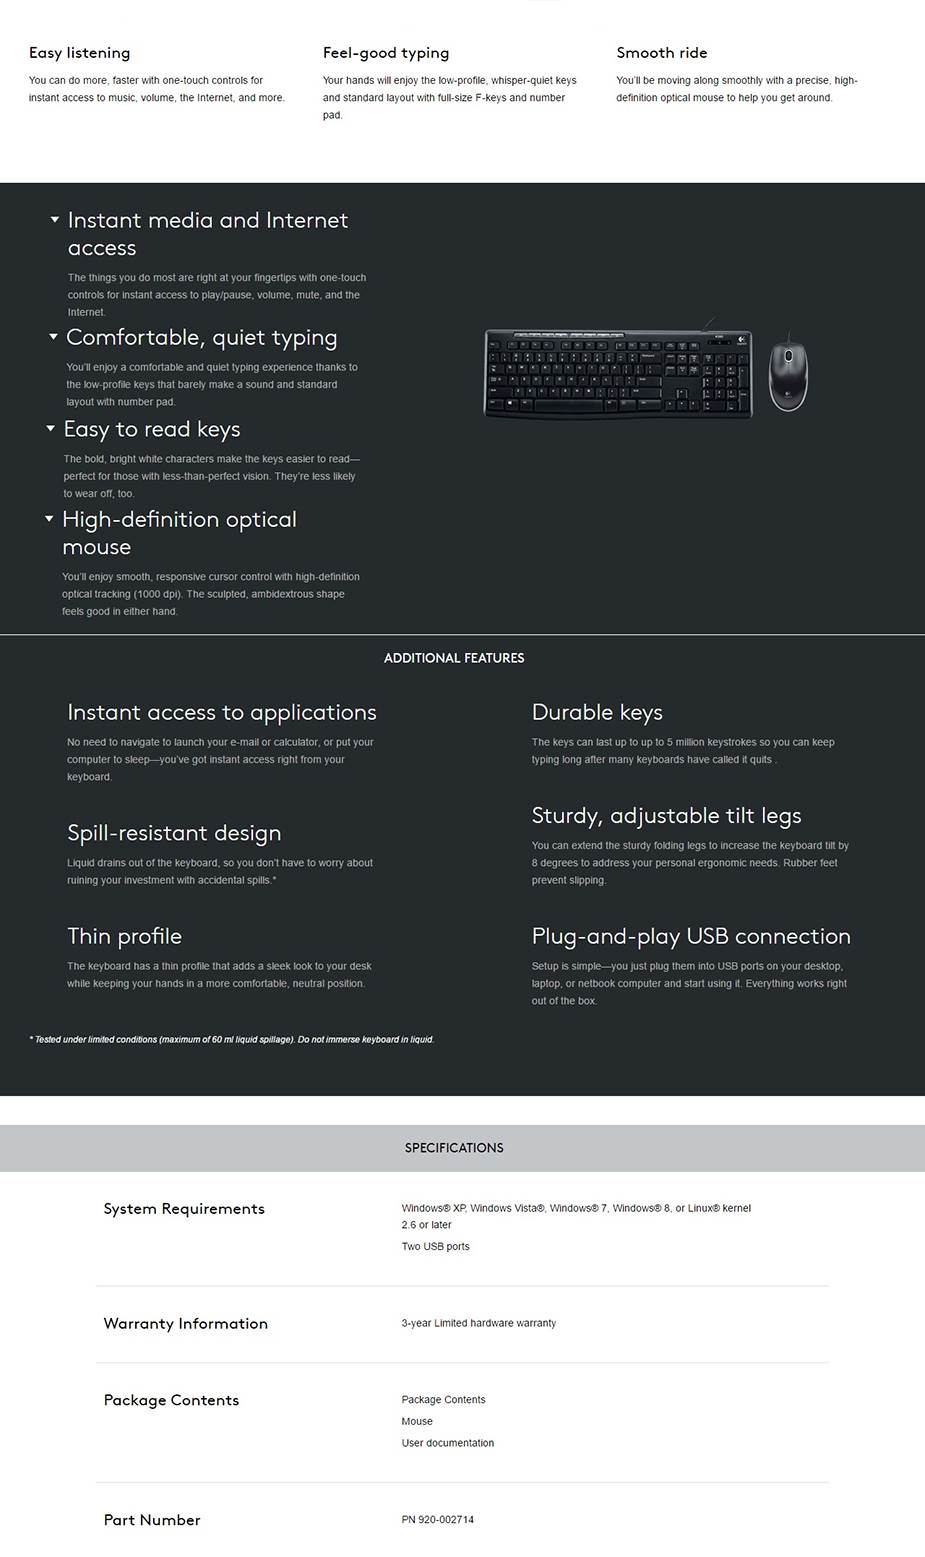 Easy listening
You can do more, faster with one-touch controls for
instant access to music, volume, the Internet, and more.
Feel-good typing
Your hands will enjoy the low-profile, whisper-quiet keys
and standard layout with full-size F-keys and number
pad.
Smooth ride
You'll be moving along smoothly with a precise, high-
definition optical mouse to help you get around.
Instant media and Internet
access
The things you do most are right at your fingertips with one-touch
controls for instant access to play/pause, volume, mute, and the
Internet.
Comfortable, quiet typing
You'll enjoy a comfortable and quiet typing experience thanks to
the low-profile keys that barely make a sound and standard
layout with number pad.
Easy to read keys
The bold, bright white characters make the keys easier to read—
perfect for those with less-than-perfect vision. They're less likely
to wear off, too.
High-definition optical
mouse
You'll enjoy smooth, responsive cursor control with high-definition
optical tracking (1000 dpi). The sculpted, ambidextrous shape
feels good in either hand.
ADDITIONAL FEATURES
Instant access to applications
No need to navigate to launch your e-mail or calculator, or put your
computer to sleep—you've got instant access right from your
keyboard.
Spill-resistant design
Liquid drains out of the keyboard, so you don't have to worry about
ruining your investment with accidental spills.*
Thin profile
The keyboard has a thin profile that adds a sleek look to your desk
while keeping your hands in a more comfortable, neutral position.
Durable keys
The keys can last up to up to 5 million keystrokes so you can keep
typing long after many keyboards have called it quits .
Sturdy, adjustable tilt legs
You can extend the sturdy folding legs to increase the keyboard tilt by
8 degrees to address your personal ergonomic needs. Rubber feet
prevent slipping.
Plug-and-play USB connection
Setup is simple—you just plug them into USB ports on your desktop,
laptop, or netbook computer and start using it. Everything works right
out of the box.
* Tested under limited conditions (maximum of 60 ml liquid spillage). Do not immerse keyboard in liquid.
SPECIFICATIONS
System Requirements
Windows® XP, Windows Vista®, Windows® 7, Windows® 8, or Linux® kernel
2.6 or later
Two USB ports
Warranty Information
3-year Limited hardware warranty
Package Contents
Package Contents
Mouse
User documentation
Part Number
PN 920-002714